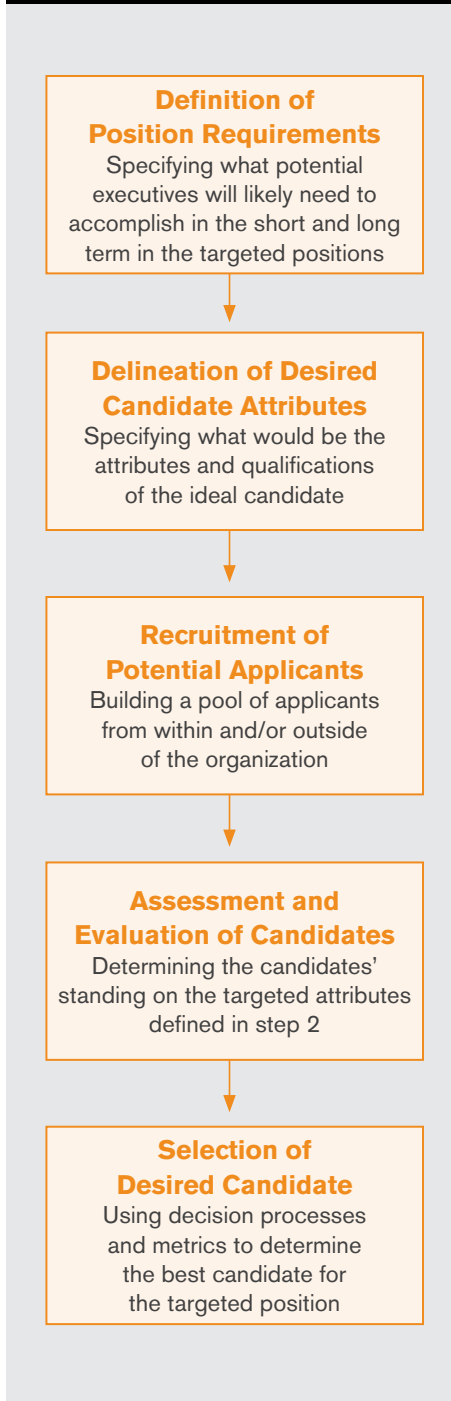 Definition of
Position Requirements
Specifying what potential
executives will likely need to
accomplish in the short and long
term in the targeted positions
Delineation of Desired
Candidate Attributes
Specifying what would be the
attributes and qualifications
of the ideal candidate
Recruitment of
Potential Applicants
Building a pool of applicants
from within and/or outside
of the organization
Assessment and
Evaluation of Candidates
Determining the candidates’
standing on the targeted attributes
defined in step 2
Selection of
Desired Candidate
Using decision processes
and metrics to determine
the best candidate for
the targeted position